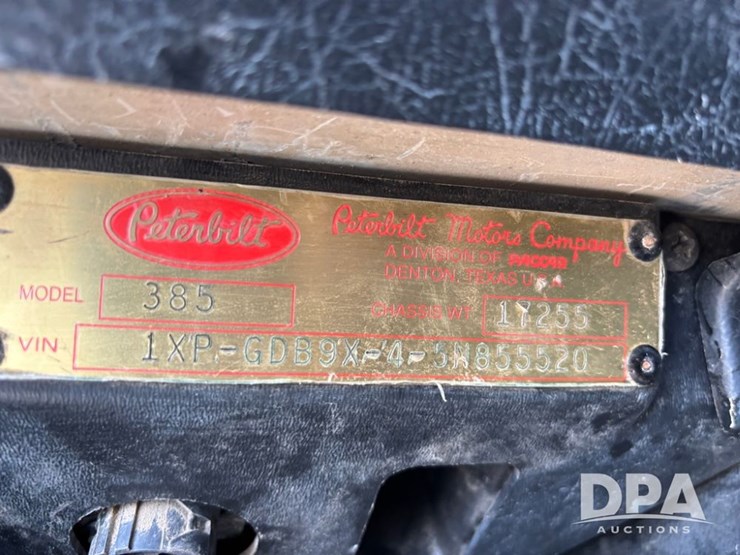 Peterbilt
Peterbilt Motors Company
A DIVISION OF PACCAR
DENTON, TEXAS U.S.A.
MODEL 385
CHASSIS WT. 17255
VIN 1XP-GDB9X-4-5N855520
DPA
AUCTIONS